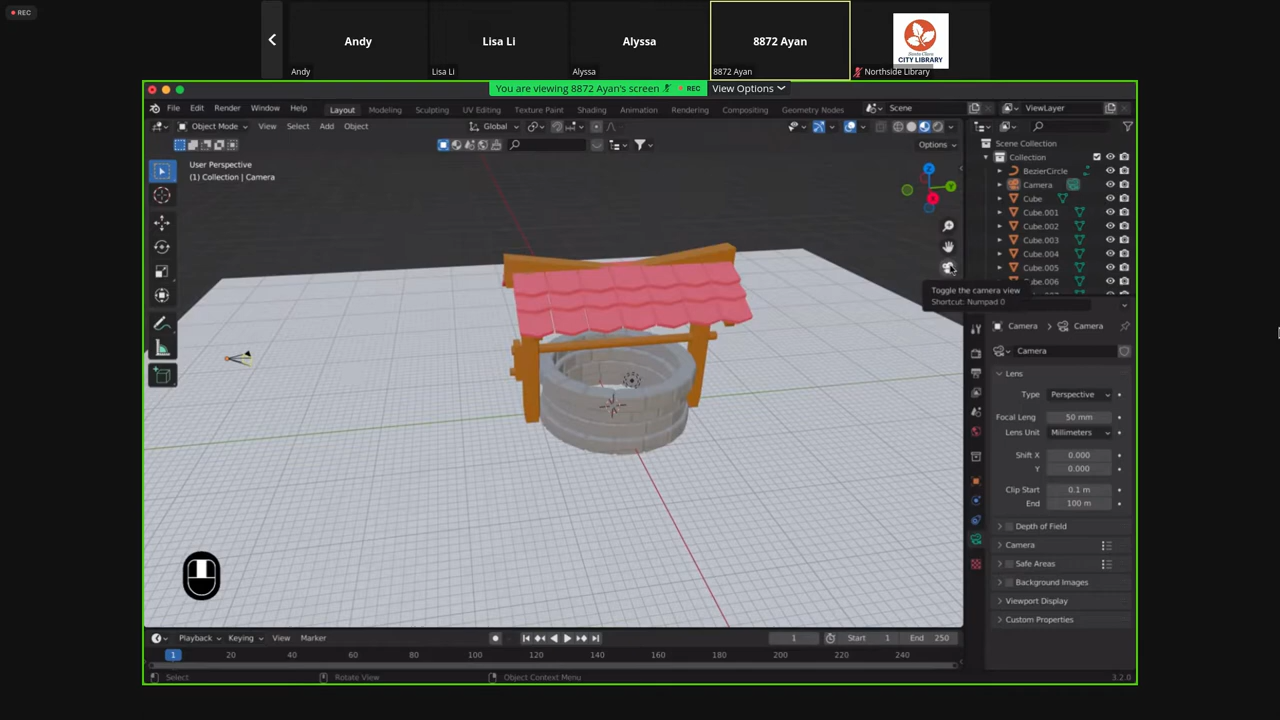 REC
Andy
Lisa Li
Alyssa
8872 Ayan
Santa Clara
CITY LIBRARY
Andy
Lisa Li
Alyssa
8872 Ayan
Northside Library
You are viewing 8872 Ayan's screen
REC
View Options
File Edit Render Window Help
Layout Modeling Sculpting UV Editing Texture Paint Shading Animation Rendering Compositing Geometry Nodes
Scene
ViewLayer
Object Mode View Select Add Object
Global
Options
User Perspective
(1) Collection | Camera
Z
Y
X
Scene Collection
Collection
BezierCircle
Camera
Cube
Cube.001
Cube.002
Cube.003
Cube.004
Cube.005
Cube.006
Toggle the camera view
Shortcut: Numpad 0
Camera > Camera
Camera
Lens
Type Perspective
Focal Leng 50 mm
Lens Unit Millimeters
Shift X 0.000
Y 0.000
Clip Start 0.1 m
End 100 m
Depth of Field
Camera
Safe Areas
Background Images
Viewport Display
Custom Properties
Playback Keying View Marker
1
Start 1
End 250
1 20 40 60 80 100 120 140 160 180 200 220 240
Select
Rotate View
Object Context Menu
3.2.0